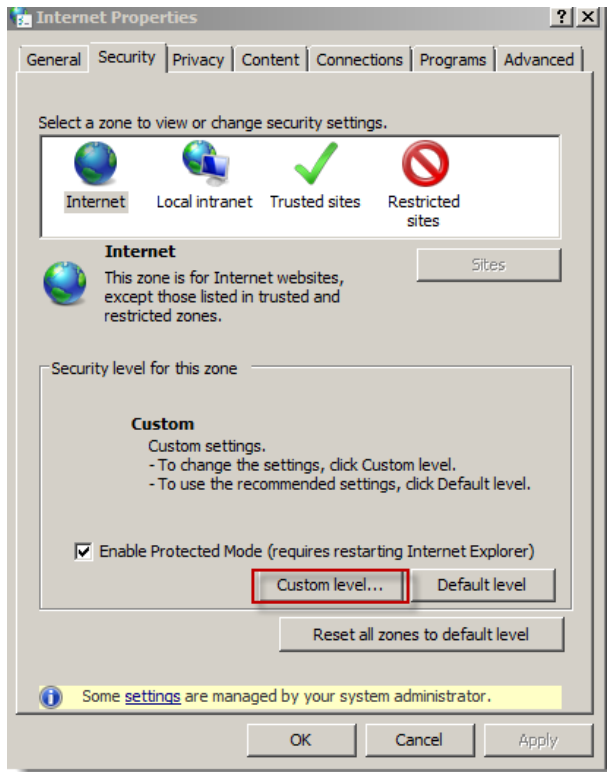 Internet Properties
General Security Privacy Content Connections Programs Advanced
Select a zone to view or change security settings.
Internet Local intranet Trusted sites Restricted
sites
Internet
Sites
This zone is for Internet websites,
except those listed in trusted and
restricted zones.
Security level for this zone
Custom
Custom settings.
- To change the settings, click Custom level.
- To use the recommended settings, click Default level.
Enable Protected Mode (requires restarting Internet Explorer)
Custom level... Default level
Reset all zones to default level
Some settings are managed by your system administrator.
OK Cancel Apply